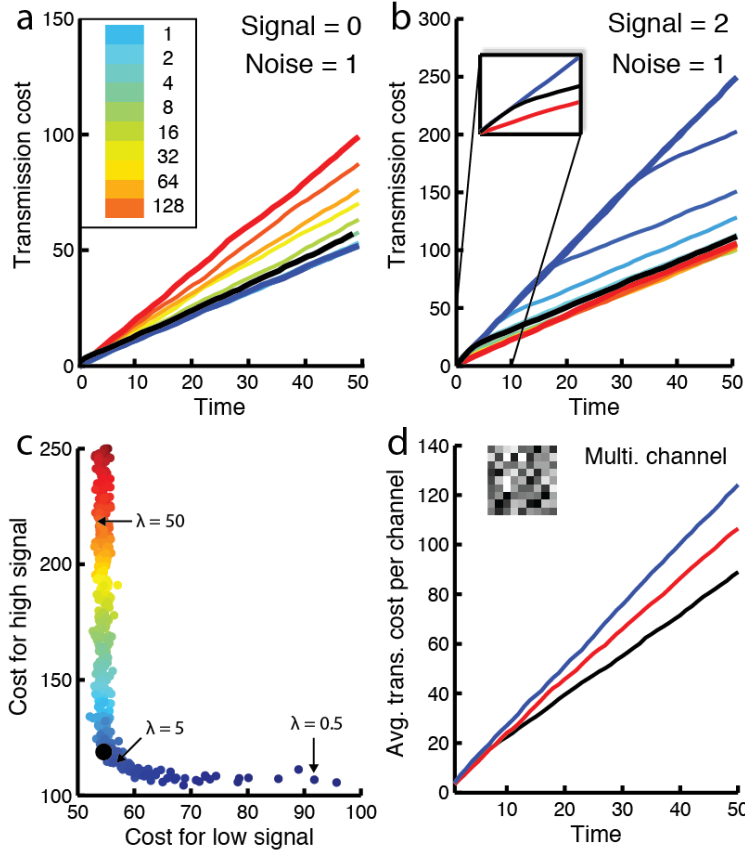 a
150
100
50
0
Transmission cost
1
2
4
8
16
32
64
128
Signal = 0
Noise = 1
0 10 20 30 40 50
Time
b
300
250
200
150
100
50
0
Transmission cost
Signal = 2
Noise = 1
0 10 20 30 40 50
Time
c
250
200
150
100
Cost for high signal
λ = 50
λ = 5
λ = 0.5
50 60 70 80 90 100
Cost for low signal
d
140
120
100
80
60
40
20
0
Avg. trans. cost per channel
Multi. channel
10 20 30 40 50
Time